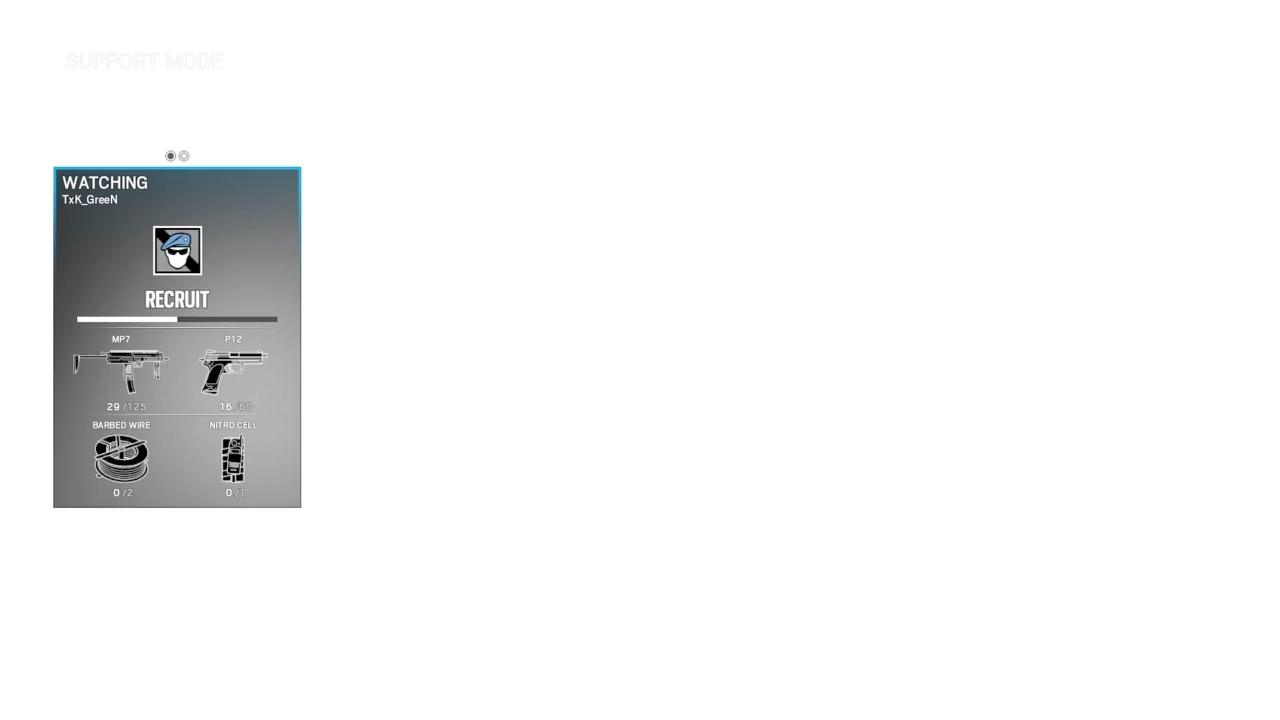 SUPPORT MODE
WATCHING
TxK_GreeN
RECRUIT
MP7 P12
29 /125 16 /60
BARBED WIRE NITRO CELL
0 /2 0 /1